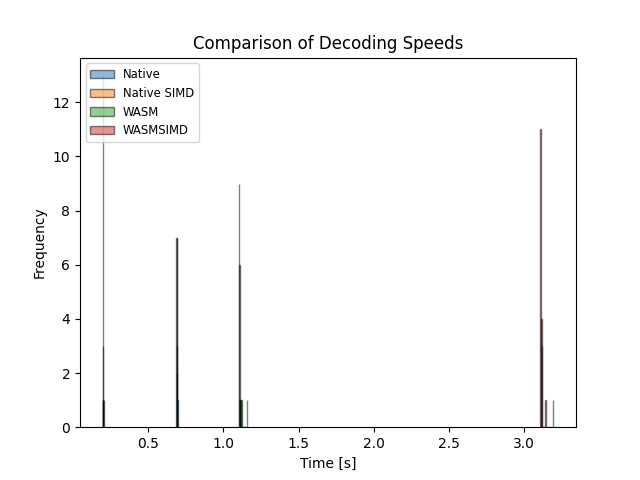 Comparison of Decoding Speeds
Native
Native SIMD
WASM
WASMSIMD
12
10
8
6
4
2
0
Frequency
0.5 1.0 1.5 2.0 2.5 3.0
Time [s]